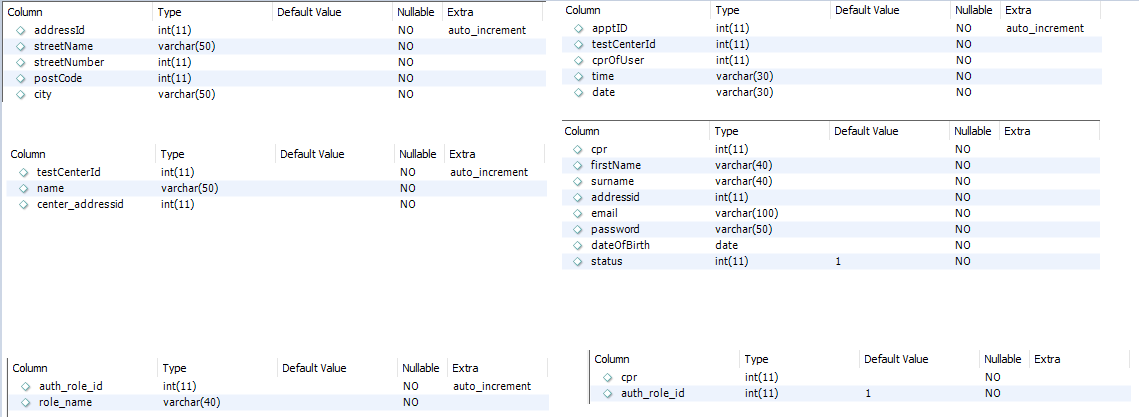 Column Type Default Value Nullable Extra
addressId int(11) NO auto_increment
streetName varchar(50) NO
streetNumber int(11) NO
postCode int(11) NO
city varchar(50) NO
Column Type Default Value Nullable Extra
apptID int(11) NO auto_increment
testCenterId int(11) NO
cprOfUser int(11) NO
time varchar(30) NO
date varchar(30) NO
Column Type Default Value Nullable Extra
testCenterId int(11) NO auto_increment
name varchar(50) NO
center_addressid int(11) NO
Column Type Default Value Nullable Extra
cpr int(11) NO
firstName varchar(40) NO
surname varchar(40) NO
addressid int(11) NO
email varchar(100) NO
password varchar(50) NO
dateOfBirth date NO
status int(11) 1 NO
Column Type Default Value Nullable Extra
auth_role_id int(11) NO auto_increment
role_name varchar(40) NO
Column Type Default Value Nullable Extra
cpr int(11) NO
auth_role_id int(11) 1 NO